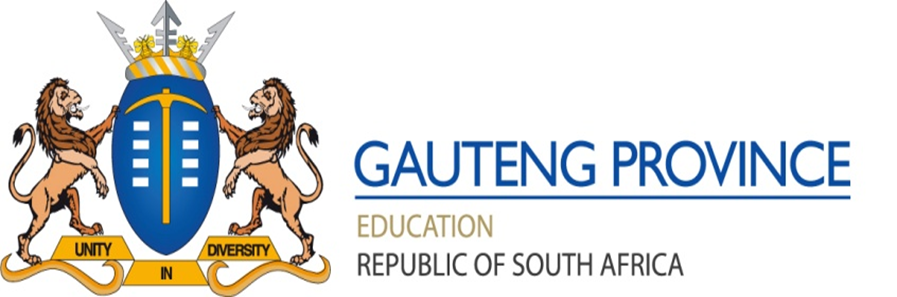 UNITY
IN
DIVERSITY
GAUTENG PROVINCE
EDUCATION
REPUBLIC OF SOUTH AFRICA